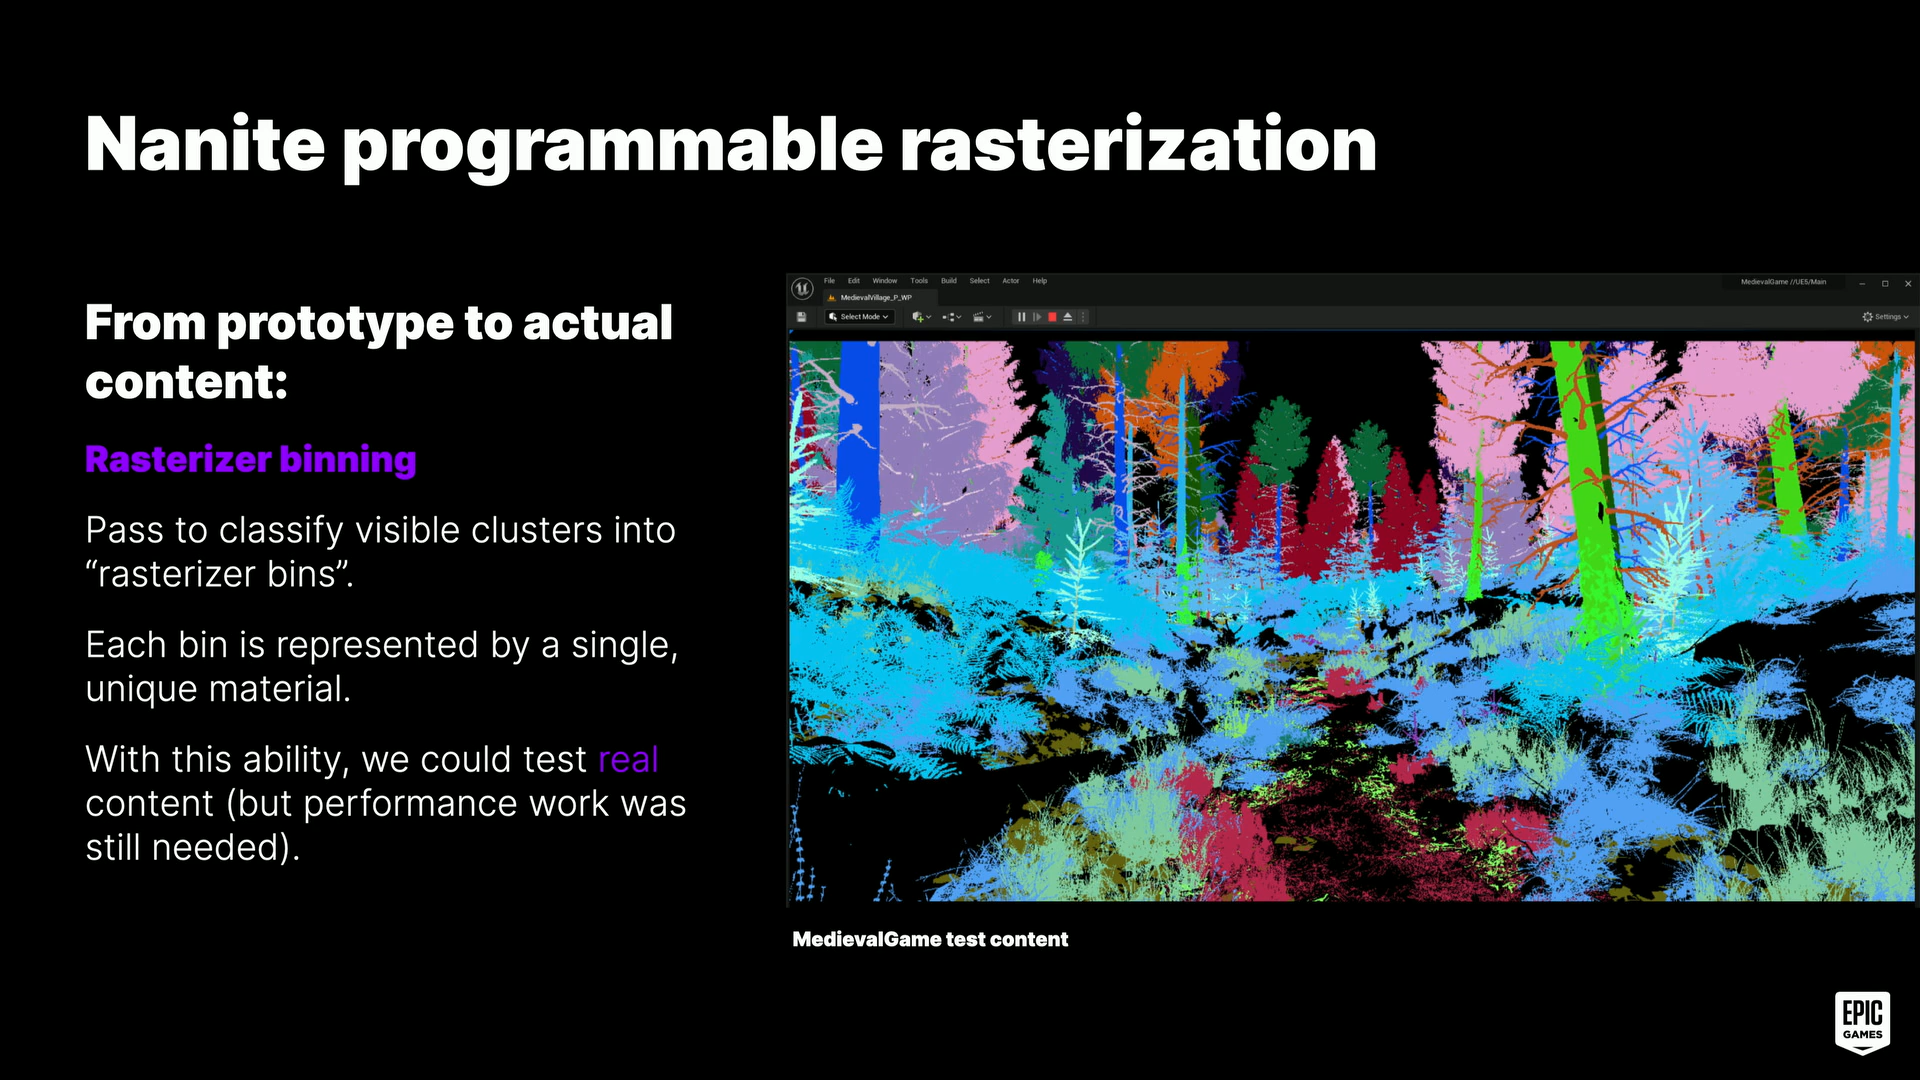 Nanite programmable rasterization
From prototype to actual
content:
Rasterizer binning
Pass to classify visible clusters into
“rasterizer bins”.
Each bin is represented by a single,
unique material.
With this ability, we could test real
content (but performance work was
still needed).
File Edit Window Tools Build Select Actor Help
MedievalGame //UE5/Main
MedievalVillage_P_WP
Select Mode
Settings
MedievalGame test content
EPIC
GAMES